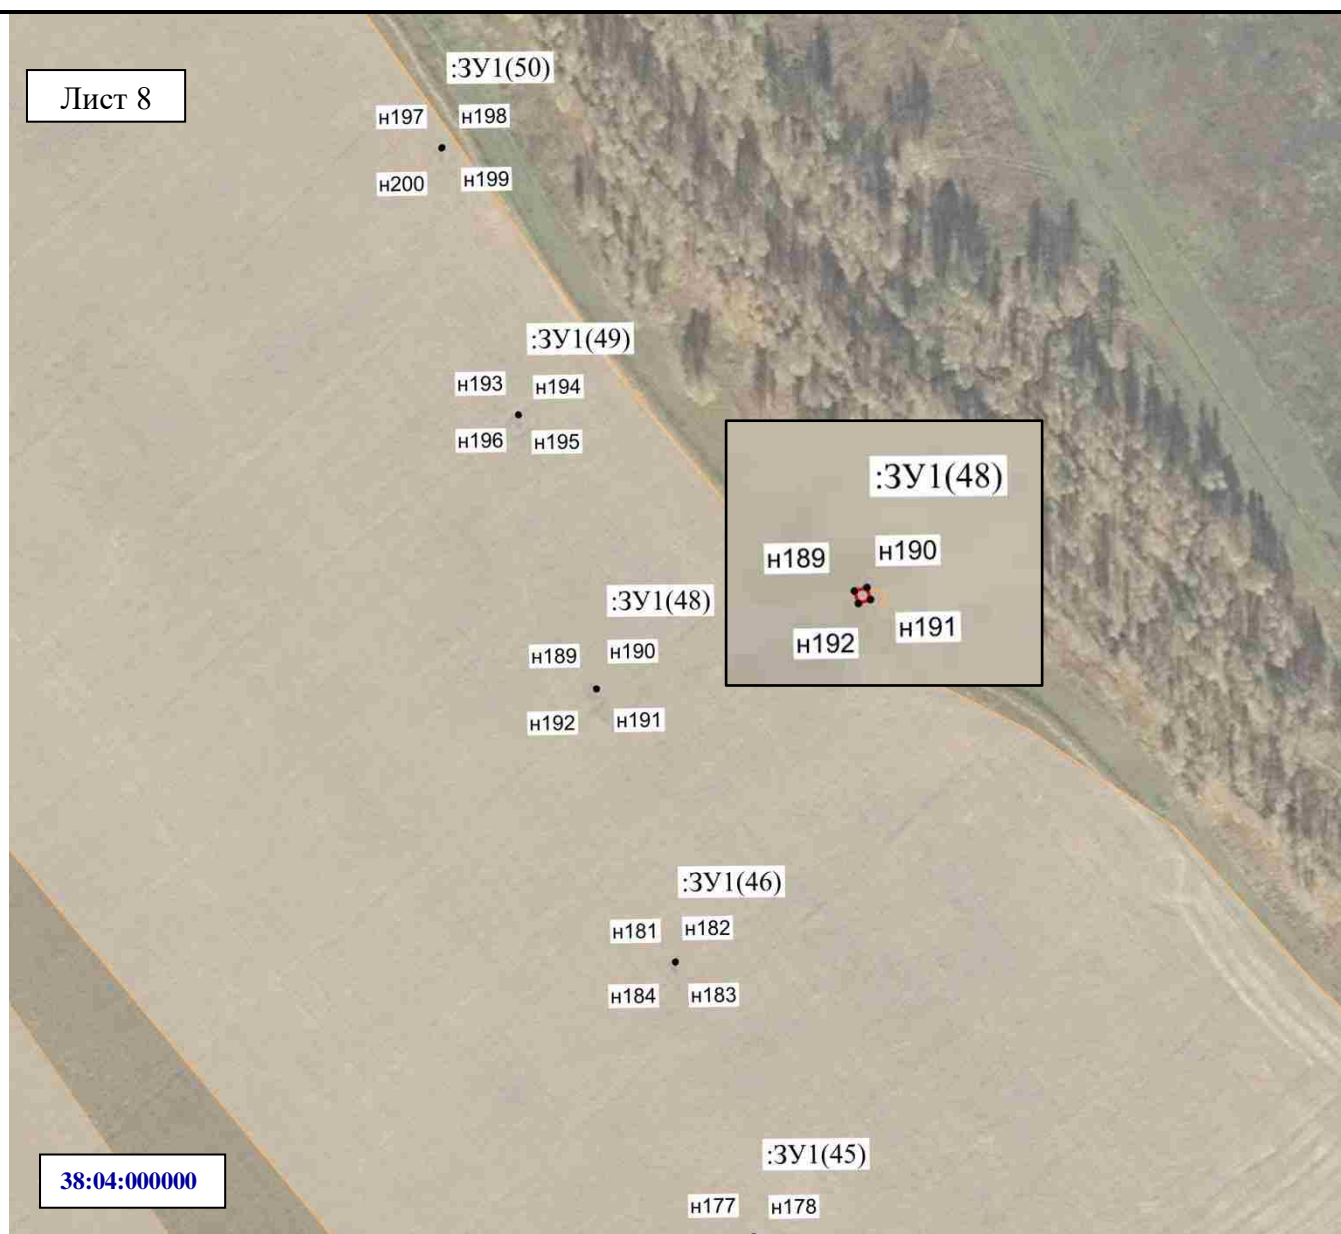 Лист 8
:ЗУ1(50)
н197 н198
н200 н199
:ЗУ1(49)
н193 н194
н196 н195
:ЗУ1(48)
н189 н190
н192 н191
:ЗУ1(48)
н189 н190
н192 н191
:ЗУ1(46)
н181 н182
н184 н183
:ЗУ1(45)
н177 н178
38:04:000000